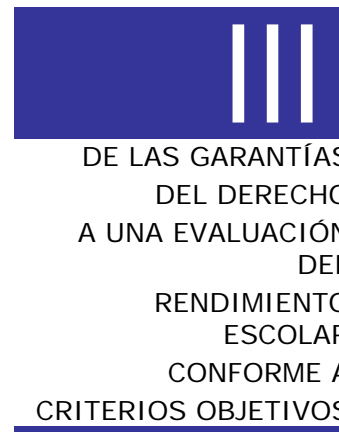 III
DE LAS GARANTÍAS
DEL DERECHO
A UNA EVALUACIÓN
DEL
RENDIMIENTO
ESCOLAR
CONFORME A
CRITERIOS OBJETIVOS